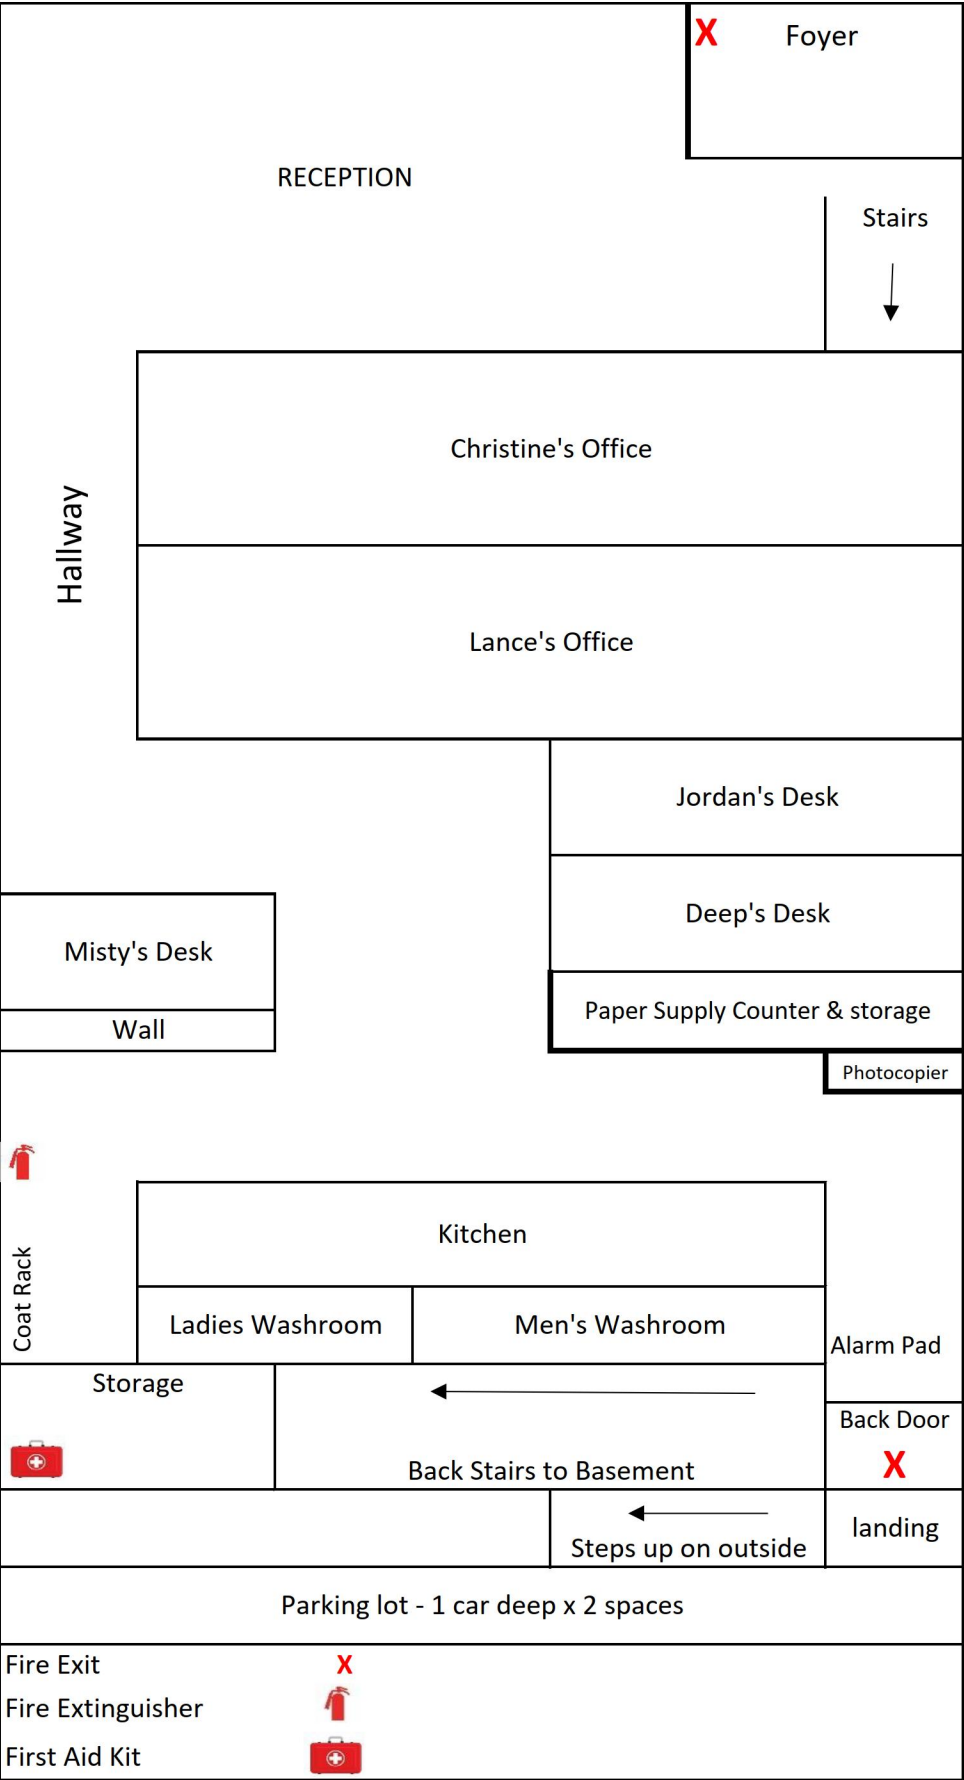 X Foyer
RECEPTION
Stairs
Christine's Office
Hallway
Lance's Office
Jordan's Desk
Deep's Desk
Misty's Desk
Paper Supply Counter & storage
Wall
Photocopier
Kitchen
Coat Rack
Ladies Washroom
Men's Washroom
Alarm Pad
Storage
Back Door
X
Back Stairs to Basement
landing
Steps up on outside
Parking lot - 1 car deep x 2 spaces
Fire Exit X
Fire Extinguisher
First Aid Kit